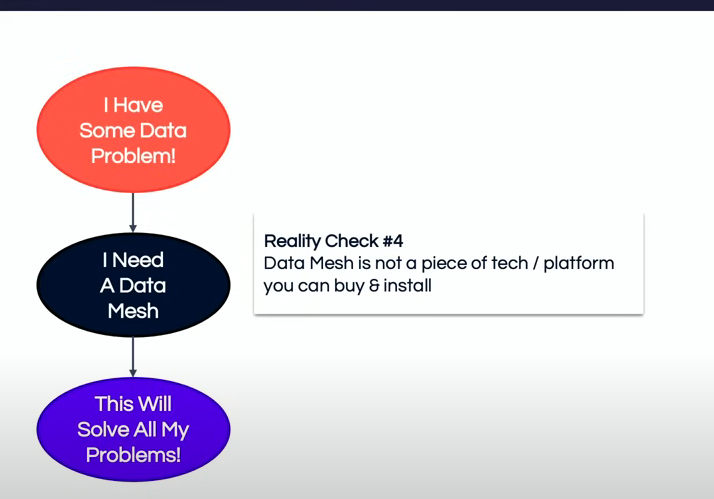 I Have
Some Data
Problem!
I Need
A Data
Mesh
Reality Check #4
Data Mesh is not a piece of tech / platform
you can buy & install
This Will
Solve All My
Problems!